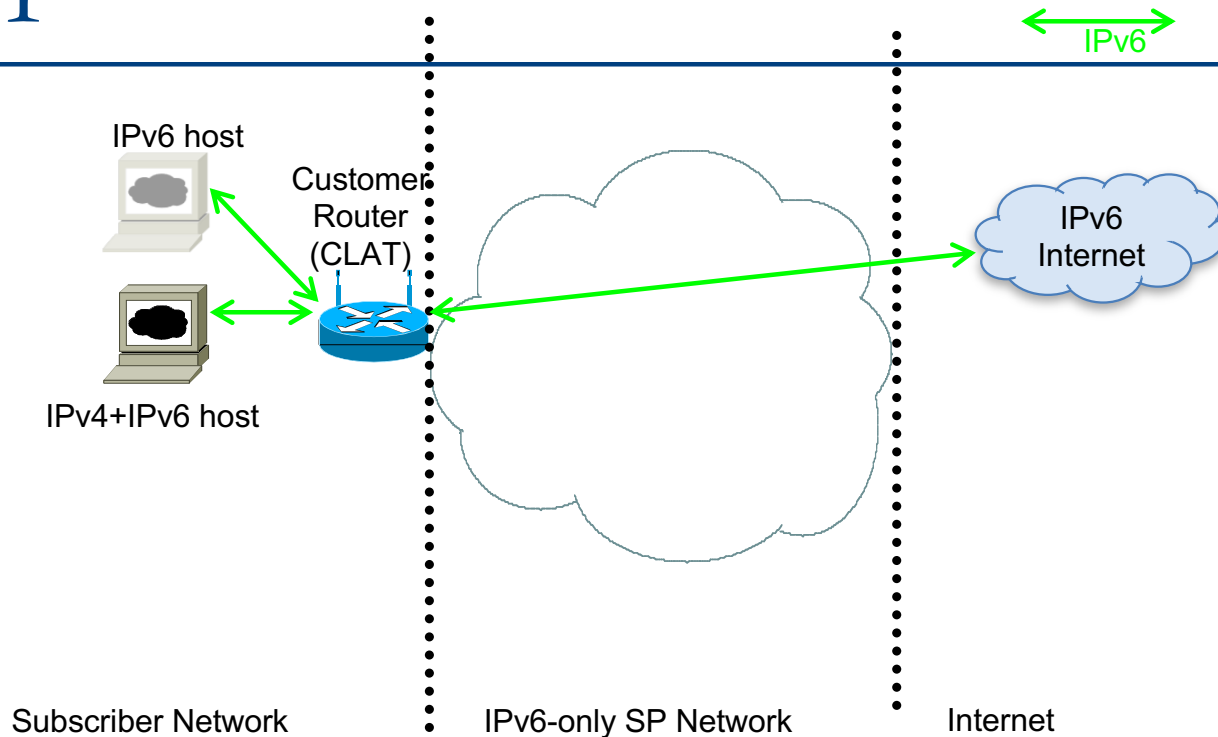 IPv6
IPv6 host
Customer
Router
(CLAT)
IPv6
Internet
IPv4+IPv6 host
Subscriber Network
IPv6-only SP Network
Internet